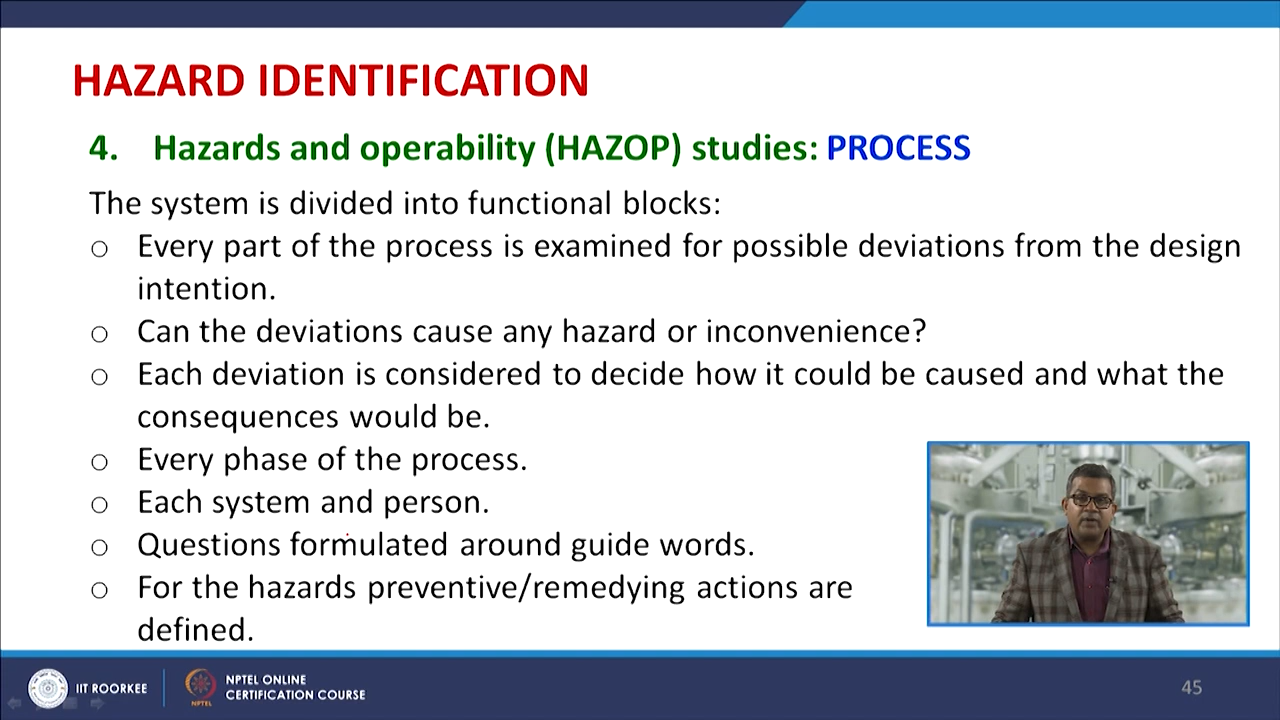 HAZARD IDENTIFICATION
4. Hazards and operability (HAZOP) studies: PROCESS
The system is divided into functional blocks:
o Every part of the process is examined for possible deviations from the design
intention.
o Can the deviations cause any hazard or inconvenience?
o Each deviation is considered to decide how it could be caused and what the
consequences would be.
o Every phase of the process.
o Each system and person.
o Questions formulated around guide words.
o For the hazards preventive/remedying actions are
defined.
IIT ROORKEE
NPTEL
NPTEL ONLINE
CERTIFICATION COURSE
45